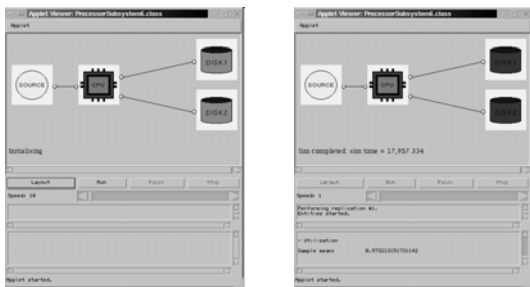 Applet Viewer: ProcessorSubsystem6.class
Applet
SOURCE
CPU
DISK1
DISK2
Initialising
Layout
Run
Pause
Stop
Speed: 10
Applet started.
Applet Viewer: ProcessorSubsystem6.class
Applet
SOURCE
CPU
DISK1
DISK2
Sim completed. sim time = 17,957.334
Layout
Run
Pause
Stop
Speed: 1
Performing replication #1.
Entities started.
- Utilisation
Sample mean:
Applet started.